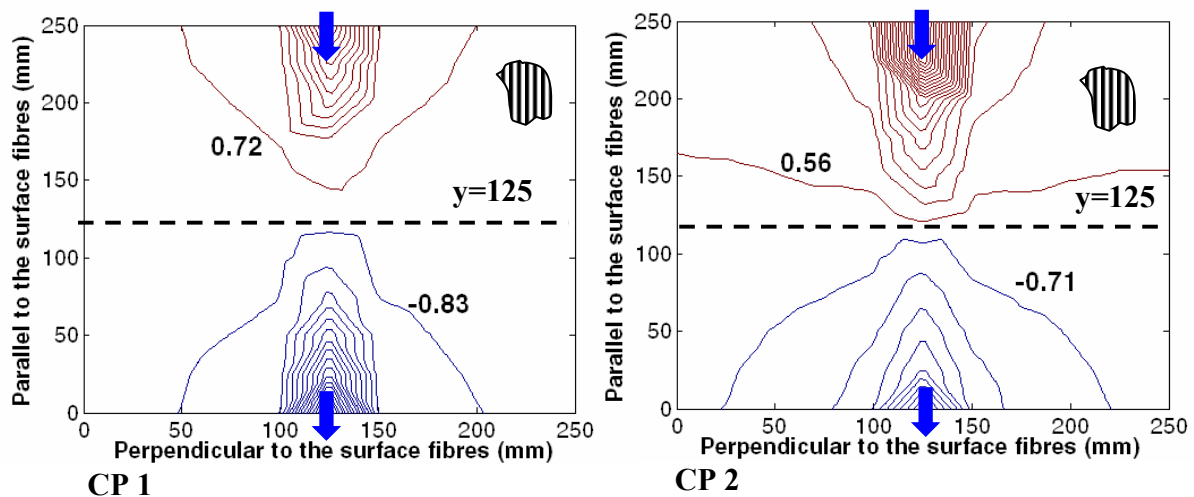 250
200
150
100
50
0
Parallel to the surface fibres (mm)
0.72
y=125
-0.83
0 50 100 150 200 250
Perpendicular to the surface fibres (mm)
CP 1
250
200
150
100
50
0
Parallel to the surface fibres (mm)
0.56
y=125
-0.71
0 50 100 150 200 250
Perpendicular to the surface fibres (mm)
CP 2